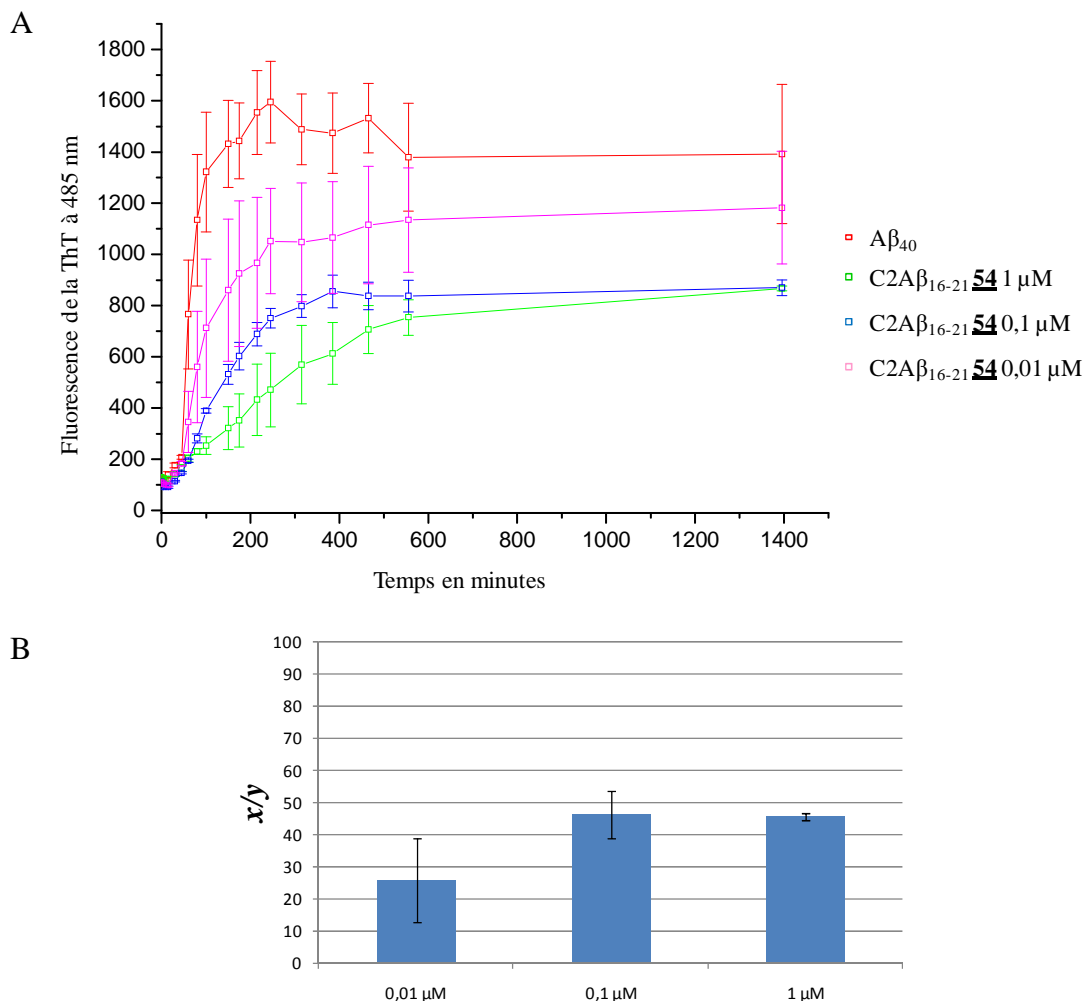 A
Fluorescence de la ThT à 485 nm
1800
1600
1400
1200
1000
800
600
400
200
0
0 200 400 600 800 1000 1200 1400
Temps en minutes
Aβ40
C2Aβ16-21 54 1 µM
C2Aβ16-21 54 0,1 µM
C2Aβ16-21 54 0,01 µM
B
x/y
100
90
80
70
60
50
40
30
20
10
0
0,01 µM 0,1 µM 1 µM